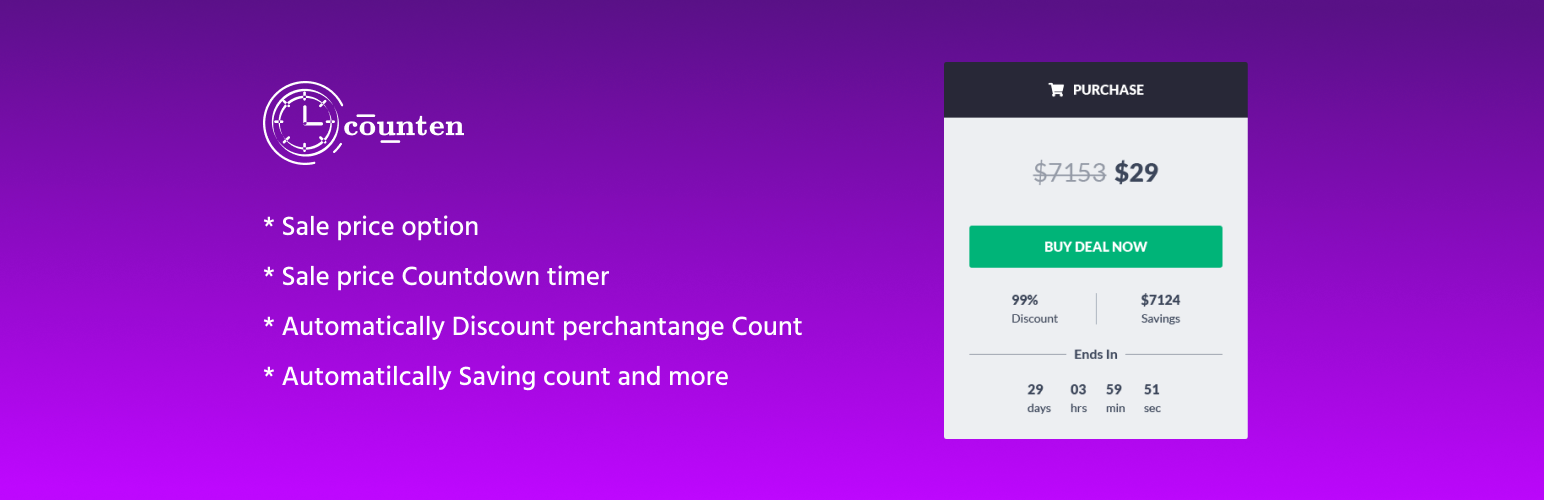 counten
* Sale price option
* Sale price Countdown timer
* Automatically Discount perchantange Count
* Automatilcally Saving count and more
PURCHASE
$7153 $29
BUY DEAL NOW
99% $7124
Discount Savings
Ends In
29 03 59 51
days hrs min sec